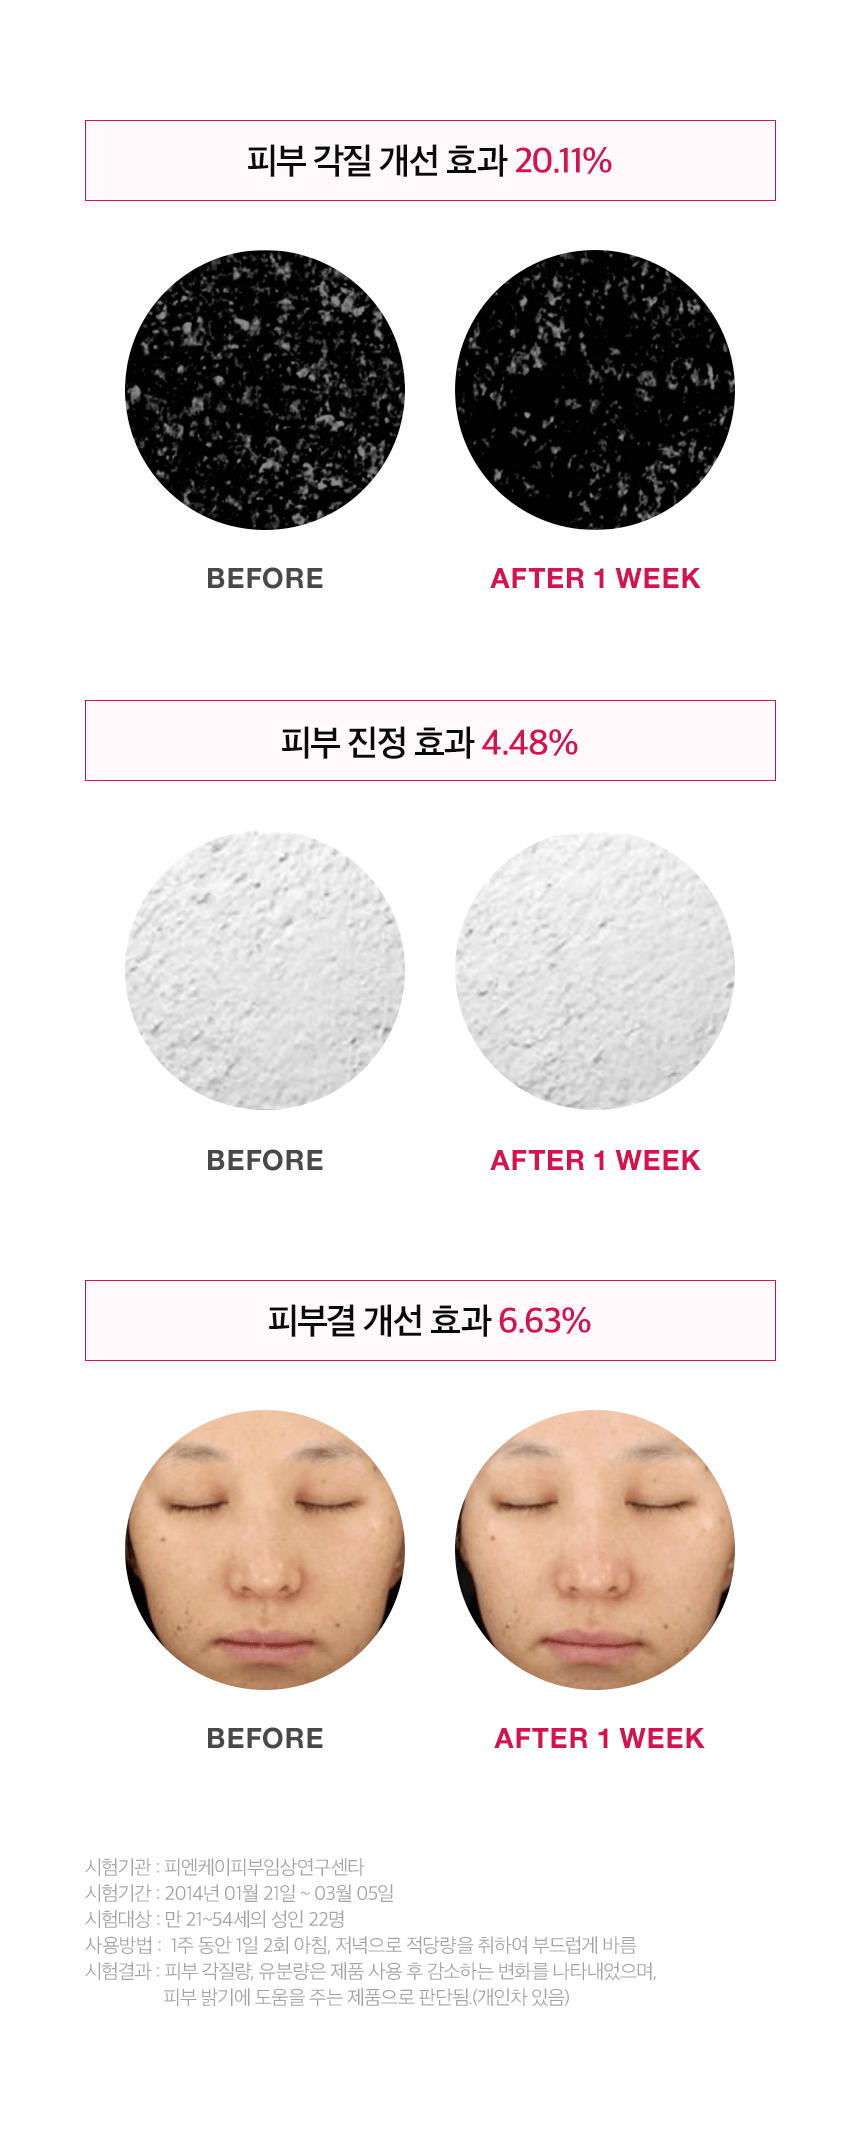 피부 각질 개선 효과 20.11%
BEFORE
AFTER 1 WEEK
피부 진정 효과 4.48%
BEFORE
AFTER 1 WEEK
피부결 개선 효과 6.63%
BEFORE
AFTER 1 WEEK
시험기관 : 피엔케이피부임상연구센타
시험기간 : 2014년 01월 21일 ~ 03월 05일
시험대상 : 만 21~54세의 성인 22명
사용방법 : 1주 동안 1일 2회 아침, 저녁으로 적당량을 취하여 부드럽게 바름
시험결과 : 피부 각질량, 유분량은 제품 사용 후 감소하는 변화를 나타내었으며,
피부 밝기에 도움을 주는 제품으로 판단됨.(개인차 있음)